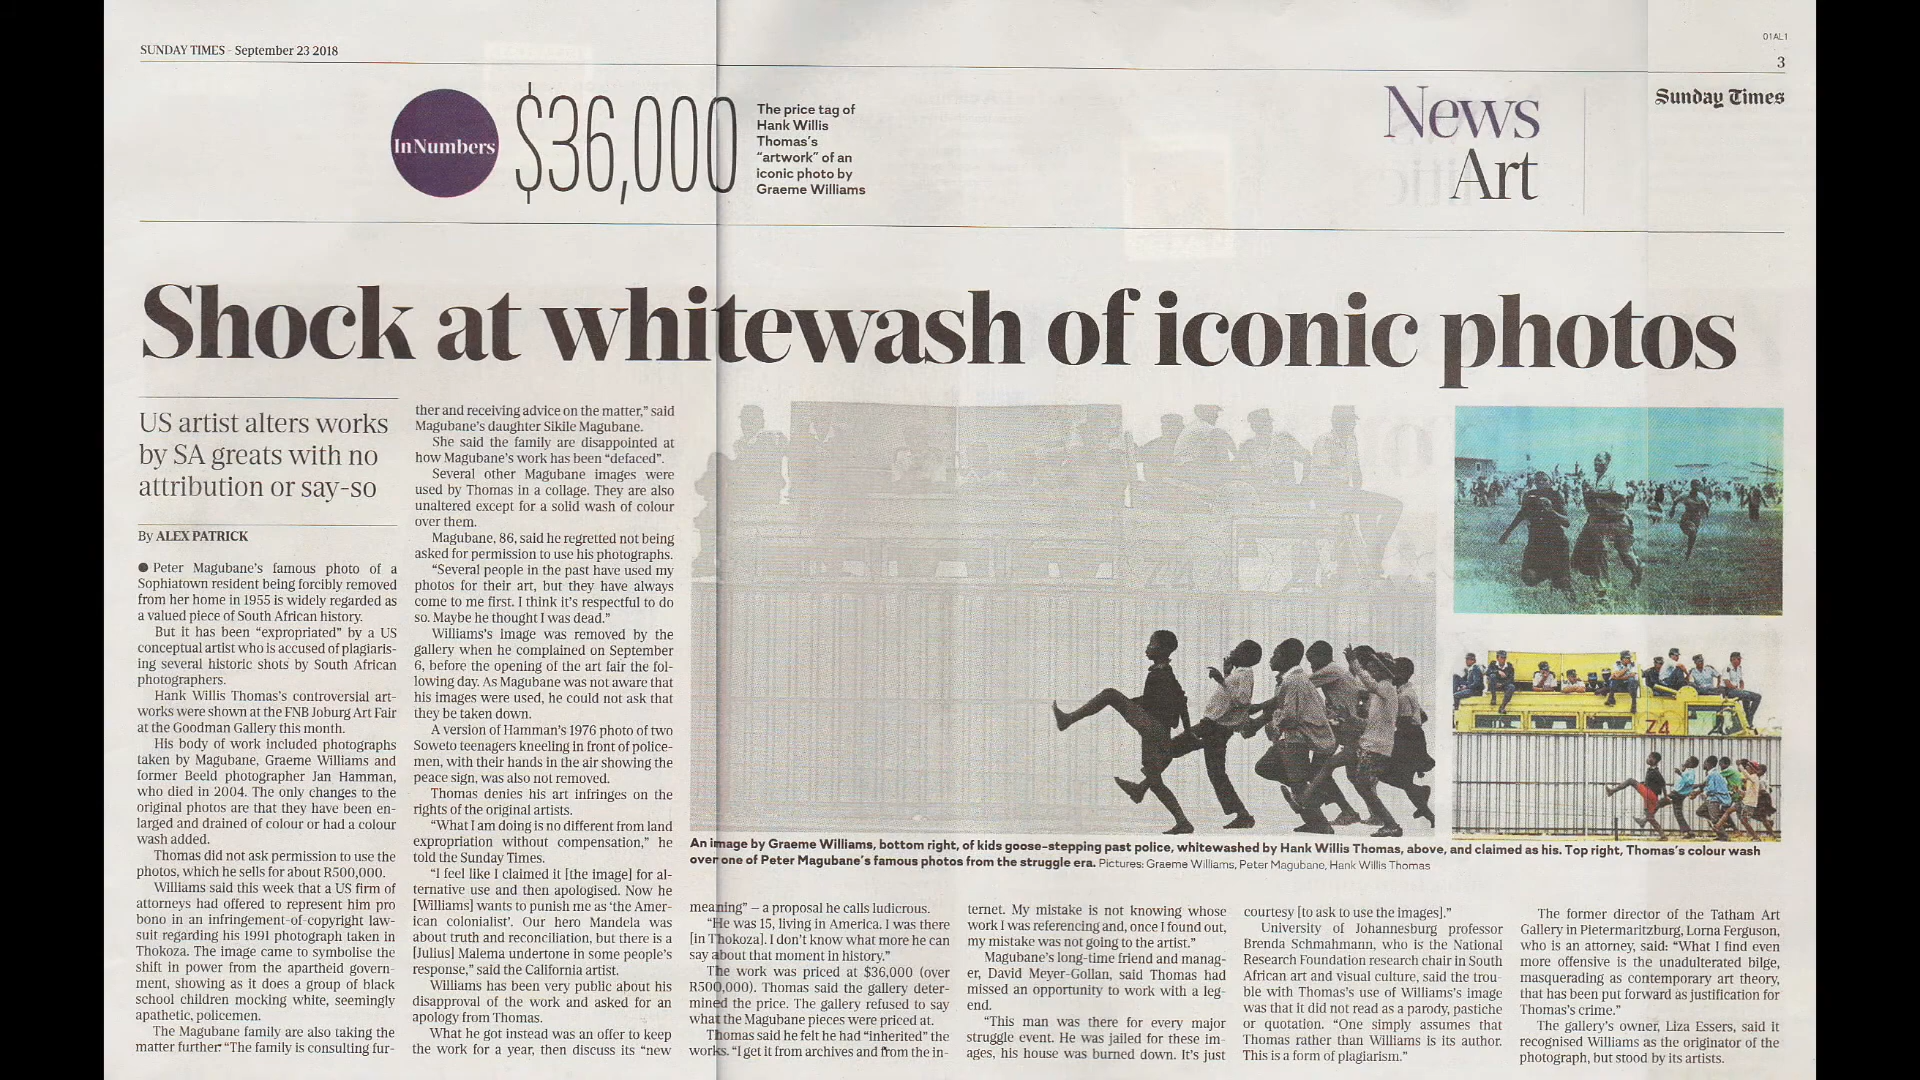 SUNDAY TIMES - September 23 2018
01AL1
3
In Numbers
$36,000
The price tag of
Hank Willis
Thomas's
"artwork" of an
iconic photo by
Graeme Williams
News
Art
Sunday Times
Shock at whitewash of iconic photos
US artist alters works
by SA greats with no
attribution or say-so
By ALEX PATRICK
● Peter Magubane's famous photo of a
Sophiatown resident being forcibly removed
from her home in 1955 is widely regarded as
a valued piece of South African history.
But it has been "expropriated" by a US
conceptual artist who is accused of plagiaris-
ing several historic shots by South African
photographers.
Hank Willis Thomas's controversial art-
works were shown at the FNB Joburg Art Fair
at the Goodman Gallery this month.
His body of work included photographs
taken by Magubane, Graeme Williams and
former Beeld photographer Jan Hamman,
who died in 2004. The only changes to the
original photos are that they have been en-
larged and drained of colour or had a colour
wash added.
Thomas did not ask permission to use the
photos, which he sells for about R500,000.
Williams said this week that a US firm of
attorneys had offered to represent him pro
bono in an infringement-of-copyright law-
suit regarding his 1991 photograph taken in
Thokoza. The image came to symbolise the
shift in power from the apartheid govern-
ment, showing as it does a group of black
school children mocking white, seemingly
apathetic, policemen.
The Magubane family are also taking the
matter further: "The family is consulting fur-
ther and receiving advice on the matter," said
Magubane's daughter Sikile Magubane.
She said the family are disappointed at
how Magubane's work has been "defaced".
Several other Magubane images were
used by Thomas in a collage. They are also
unaltered except for a solid wash of colour
over them.
Magubane, 86, said he regretted not being
asked for permission to use his photographs.
"Several people in the past have used my
photos for their art, but they have always
come to me first. I think it's respectful to do
so. Maybe he thought I was dead."
Williams's image was removed by the
gallery when he complained on September
6, before the opening of the art fair the fol-
lowing day. As Magubane was not aware that
his images were used, he could not ask that
they be taken down.
A version of Hamman's 1976 photo of two
Soweto teenagers kneeling in front of police-
men, with their hands in the air showing the
peace sign, was also not removed.
Thomas denies his art infringes on the
rights of the original artists.
"What I am doing is no different from land
expropriation without compensation," he
told the Sunday Times.
"I feel like I claimed it [the image] for al-
ternative use and then apologised. Now he
[Williams] wants to punish me as 'the Amer-
ican colonialist'. Our hero Mandela was
about truth and reconciliation, but there is a
[Julius] Malema undertone in some people's
response," said the California artist.
Williams has been very public about his
disapproval of the work and asked for an
apology from Thomas.
What he got instead was an offer to keep
the work for a year, then discuss its "new
Z4
An image by Graeme Williams, bottom right, of kids goose-stepping past police, whitewashed by Hank Willis Thomas, above, and claimed as his. Top right, Thomas's colour wash
over one of Peter Magubane's famous photos from the struggle era. Pictures: Graeme Williams, Peter Magubane, Hank Willis Thomas
meaning" – a proposal he calls ludicrous.
"He was 15, living in America. I was there
[in Thokoza]. I don't know what more he can
say about that moment in history."
The work was priced at $36,000 (over
R500,000). Thomas said the gallery deter-
mined the price. The gallery refused to say
what the Magubane pieces were priced at.
Thomas said he felt he had "inherited" the
works. "I get it from archives and from the in-
ternet. My mistake is not knowing whose
work I was referencing and, once I found out,
my mistake was not going to the artist."
Magubane's long-time friend and manag-
er, David Meyer-Gollan, said Thomas had
missed an opportunity to work with a leg-
end.
"This man was there for every major
struggle event. He was jailed for these im-
ages, his house was burned down. It's just
courtesy [to ask to use the images]."
University of Johannesburg professor
Brenda Schmahmann, who is the National
Research Foundation research chair in South
African art and visual culture, said the trou-
ble with Thomas's use of Williams's image
was that it did not read as a parody, pastiche
or quotation. "One simply assumes that
Thomas rather than Williams is its author.
This is a form of plagiarism."
The former director of the Tatham Art
Gallery in Pietermaritzburg, Lorna Ferguson,
who is an attorney, said: "What I find even
more offensive is the unadulterated bilge,
masquerading as contemporary art theory,
that has been put forward as justification for
Thomas's crime."
The gallery's owner, Liza Essers, said it
recognised Williams as the originator of the
photograph, but stood by its artists.